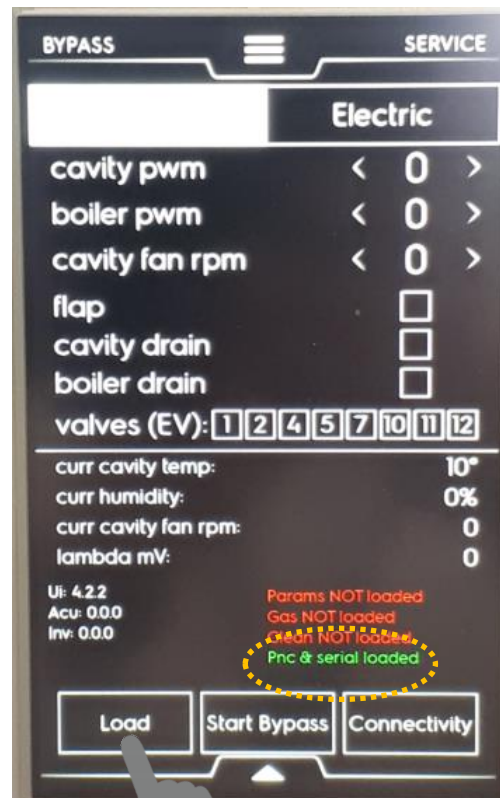 BYPASS SERVICE
Electric
cavity pwm < 0 >
boiler pwm < 0 >
cavity fan rpm < 0 >
flap
cavity drain
boiler drain
valves (EV): 1 2 4 5 7 10 11 12
curr cavity temp: 10°
curr humidity: 0%
curr cavity fan rpm: 0
lambda mV: 0
Ui: 4.2.2
Acu: 0.0.0
Inv: 0.0.0
Params NOT loaded
Gas NOT loaded
Clean NOT loaded
Pnc & serial loaded
Load Start Bypass Connectivity